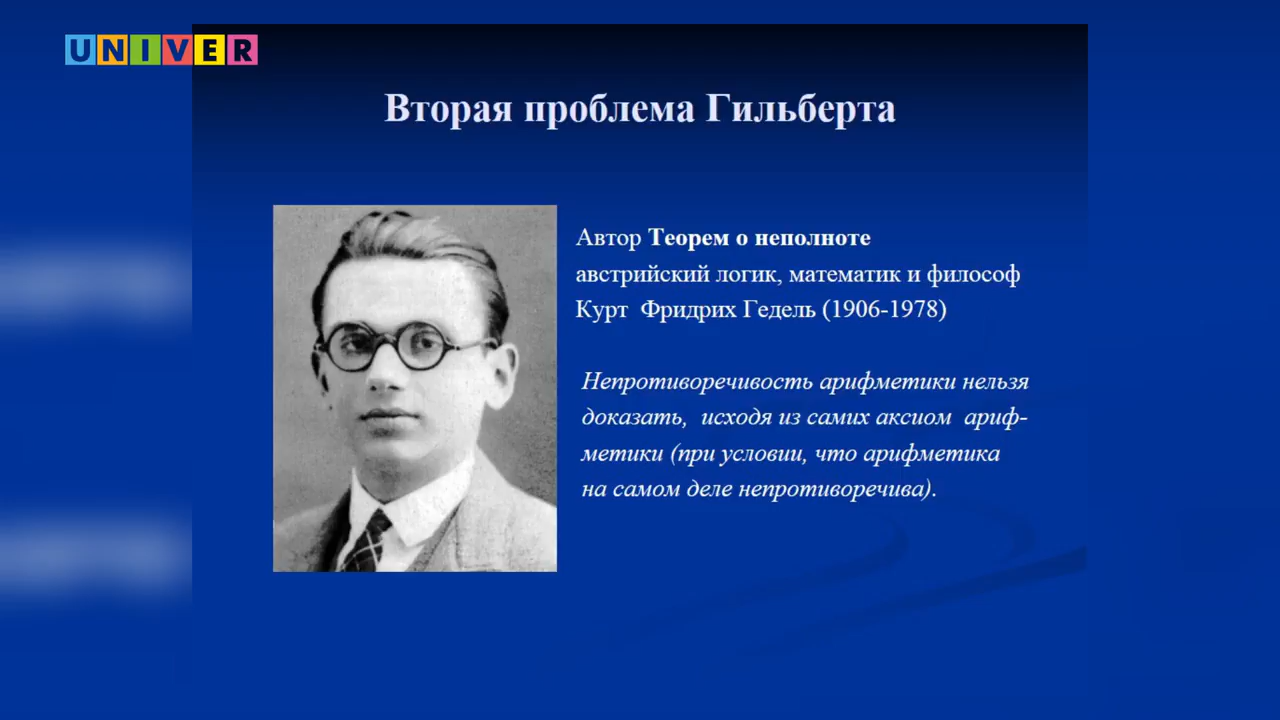 UNIVER
Вторая проблема Гильберта
Автор Теорем о неполноте
австрийский логик, математик и философ
Курт Фридрих Гедель (1906-1978)
Непротиворечивость арифметики нельзя
доказать, исходя из самих аксиом ариф-
метики (при условии, что арифметика
на самом деле непротиворечива).